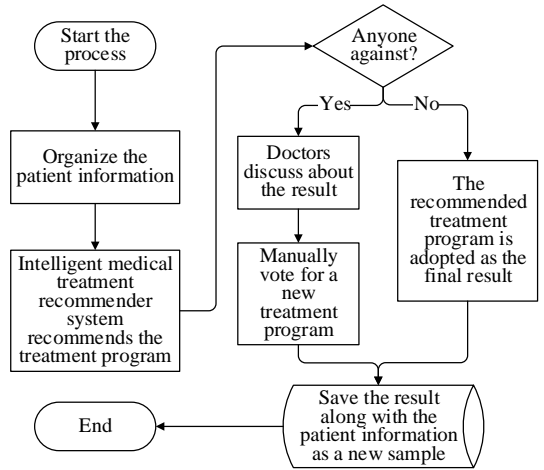 Start the
process
Organize the
patient information
Intelligent medical
treatment
recommender
system
recommends the
treatment program
Anyone
against?
Yes
No
Doctors
discuss about
the result
Manually
vote for a
new
treatment
program
The
recommended
treatment
program is
adopted as the
final result
Save the result
along with the
patient information
as a new sample
End